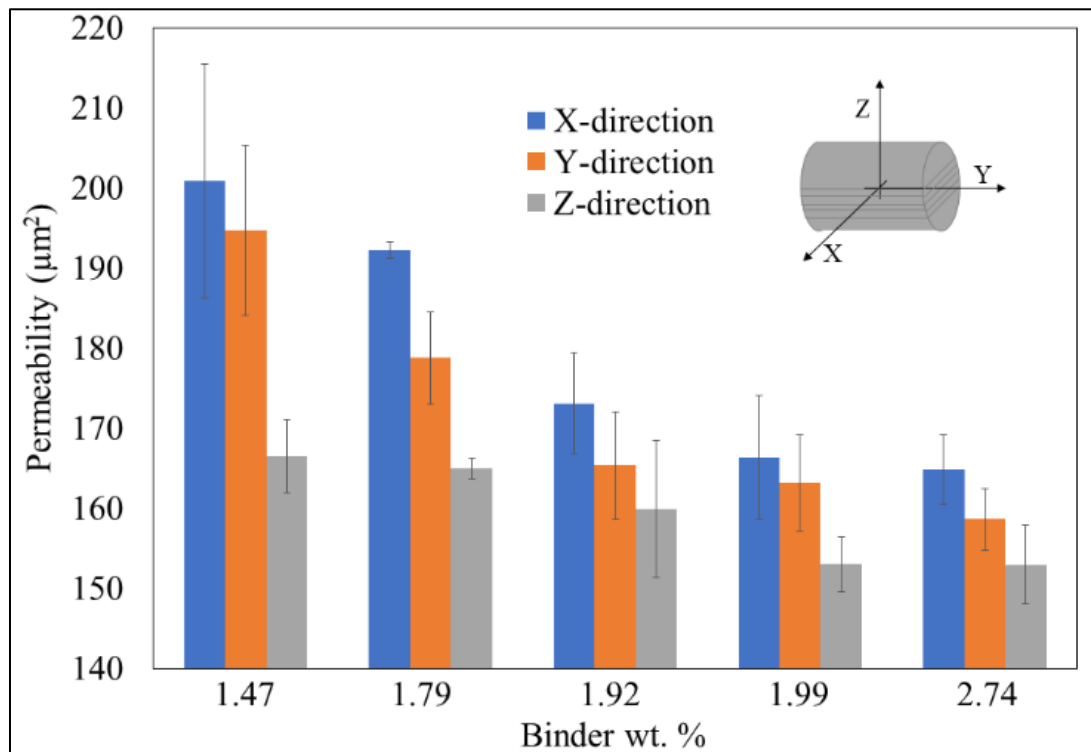 Permeability (μm²)
220
210
200
190
180
170
160
150
140
X-direction
Y-direction
Z-direction
Z
Y
X
1.47 1.79 1.92 1.99 2.74
Binder wt. %